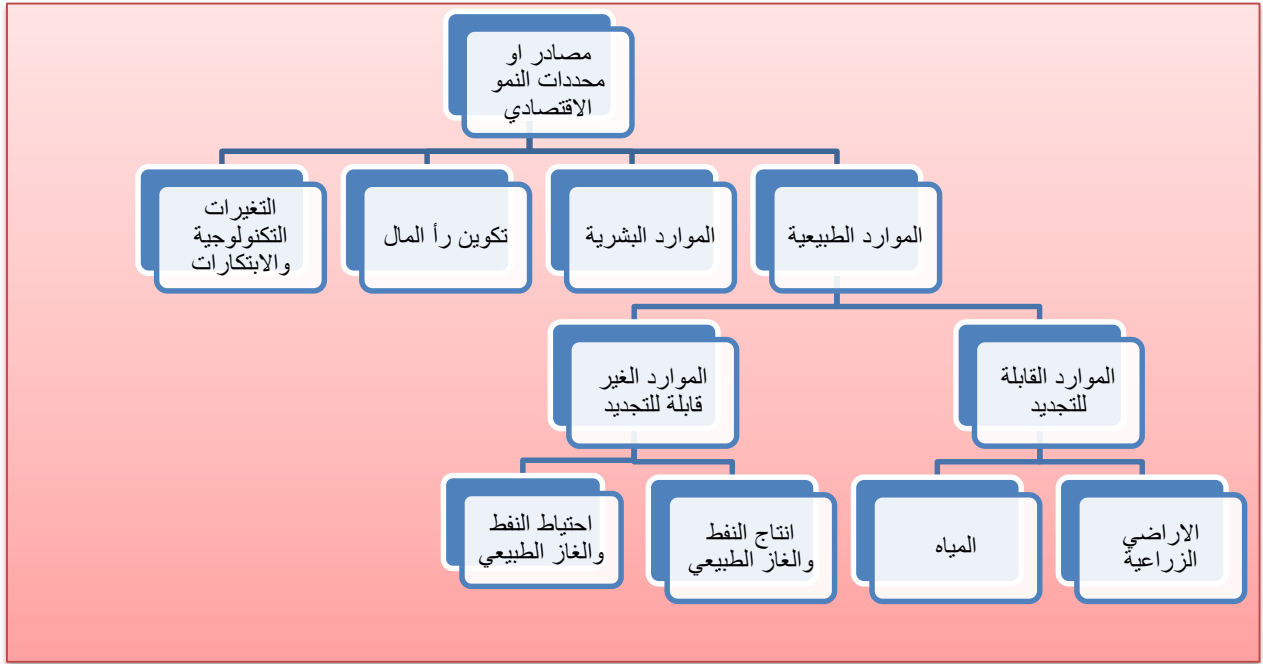 مصادر او
محددات النمو
الاقتصادي
الموارد الطبيعية
الموارد البشرية
تكوين رأ المال
التغيرات
التكنولوجية
والابتكارات
الموارد القابلة
للتجديد
الموارد الغير
قابلة للتجديد
الاراضي
الزراعية
المياه
انتاج النفط
والغاز الطبيعي
احتياط النفط
والغاز الطبيعي